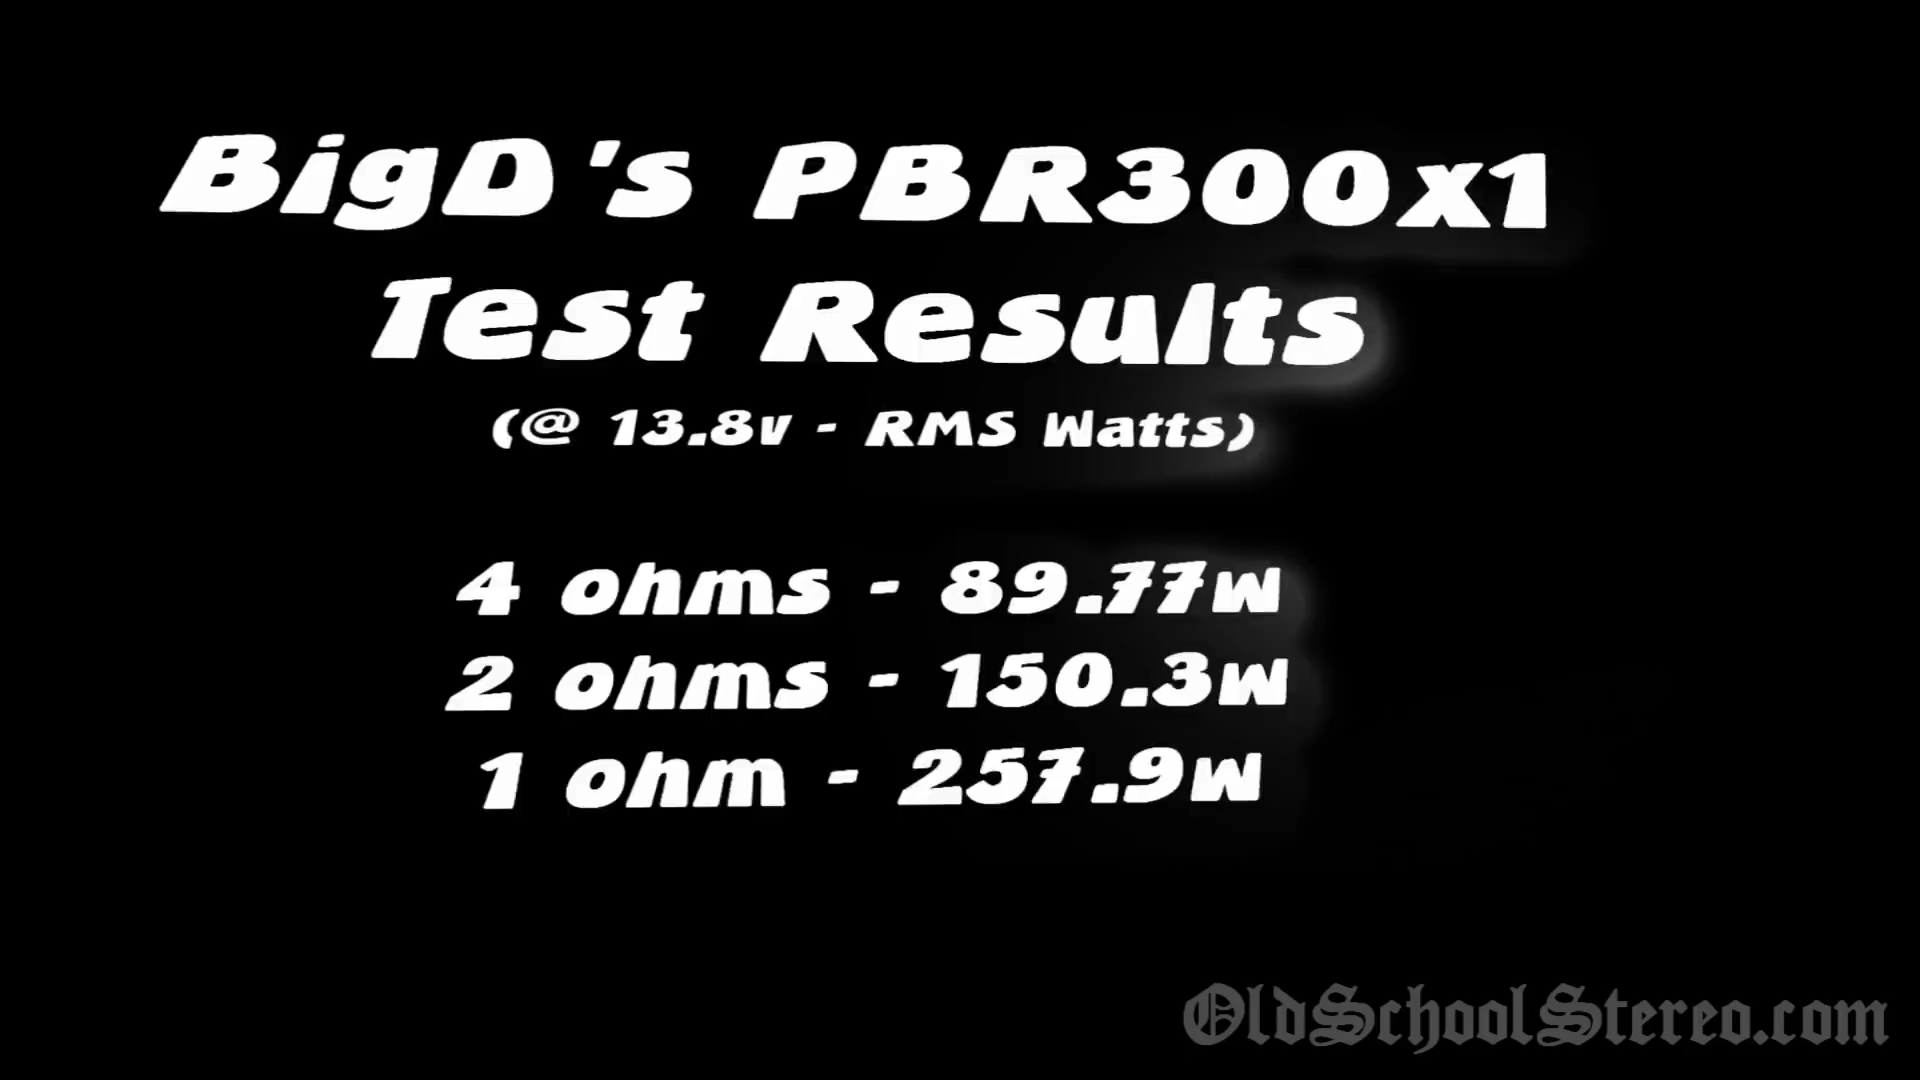 BigD's PBR300x1
Test Results
(@ 13.8v - RMS Watts)
4 ohms - 89.77w
2 ohms - 150.3w
1 ohm - 257.9w
OldSchoolStereo.com